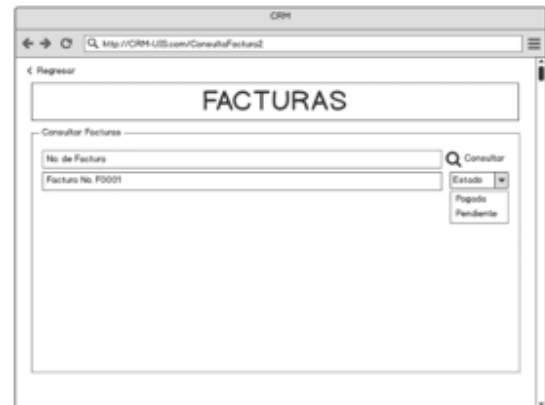 CRM
http://CRM-UIS.com/ConsultaFactura2
< Regresar
FACTURAS
Consultar Facturas
No. de Factura
Consultar
Factura No. F0001
Estado
Pagada
Pendiente